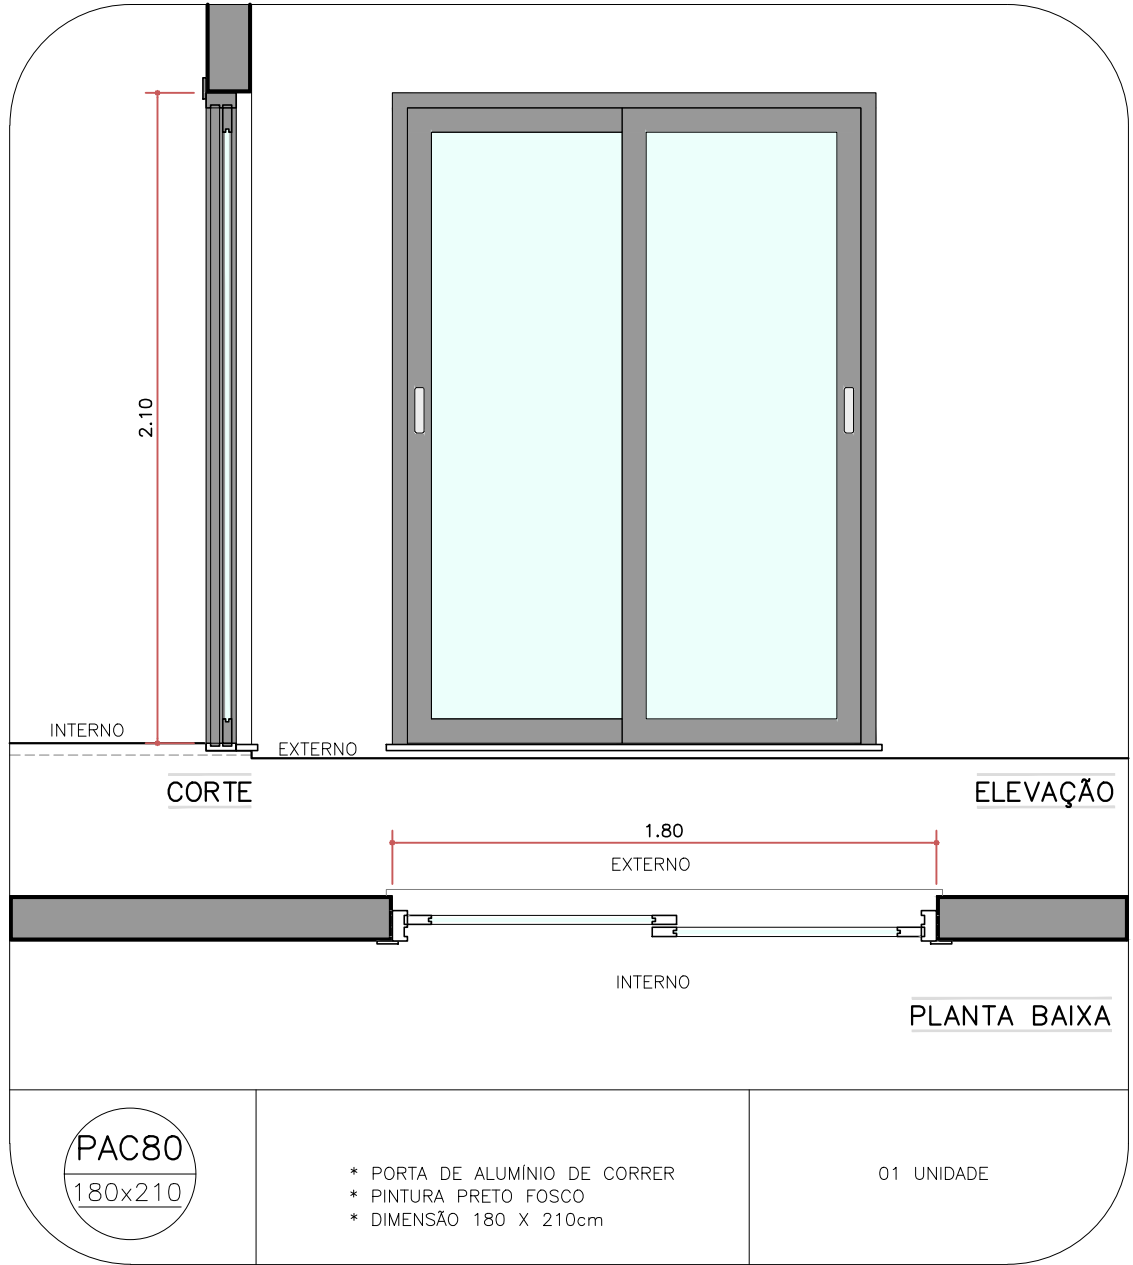 2.10
INTERNO
EXTERNO
CORTE
ELEVAÇÃO
1.80
EXTERNO
INTERNO
PLANTA BAIXA
PAC80
180x210
* PORTA DE ALUMÍNIO DE CORRER
* PINTURA PRETO FOSCO
* DIMENSÃO 180 X 210cm
01 UNIDADE